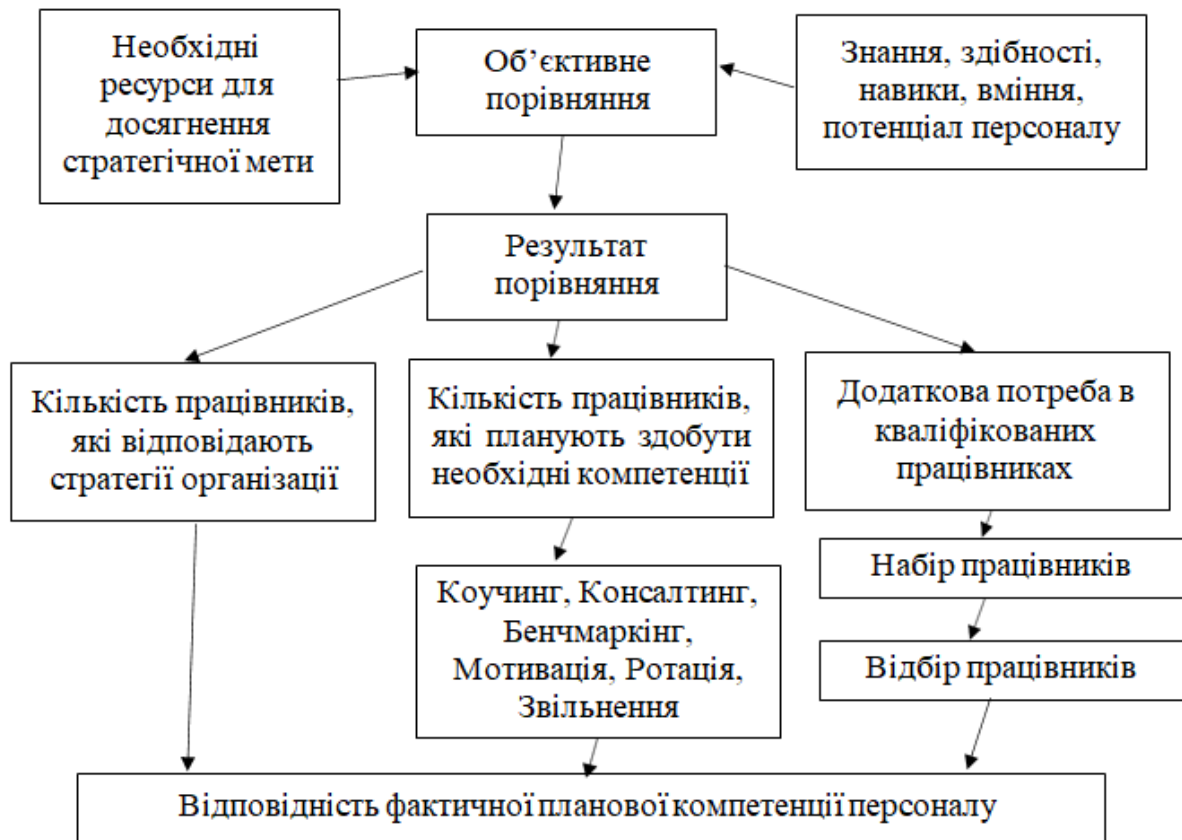 Необхідні
ресурси для
досягнення
стратегічної мети
Об’єктивне
порівняння
Знання, здібності,
навики, вміння,
потенціал персоналу
Результат
порівняння
Кількість працівників,
які відповідають
стратегії організації
Кількість працівників,
які планують здобути
необхідні компетенції
Додаткова потреба в
кваліфікованих
працівниках
Коучинг, Консалтинг,
Бенчмаркінг,
Мотивація, Ротація,
Звільнення
Набір працівників
Відбір працівників
Відповідність фактичної планової компетенції персоналу